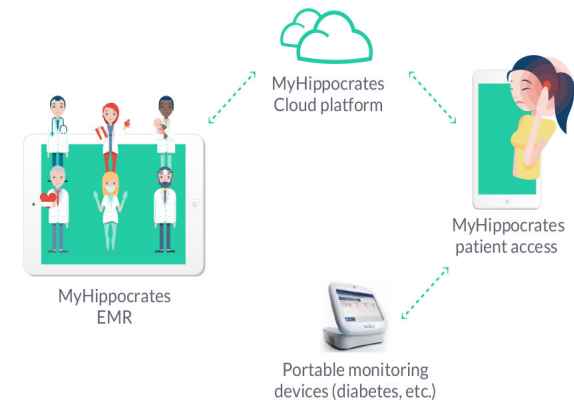 MyHippocrates
Cloud platform
MyHippocrates
patient access
MyHippocrates
EMR
Portable monitoring
devices (diabetes, etc.)